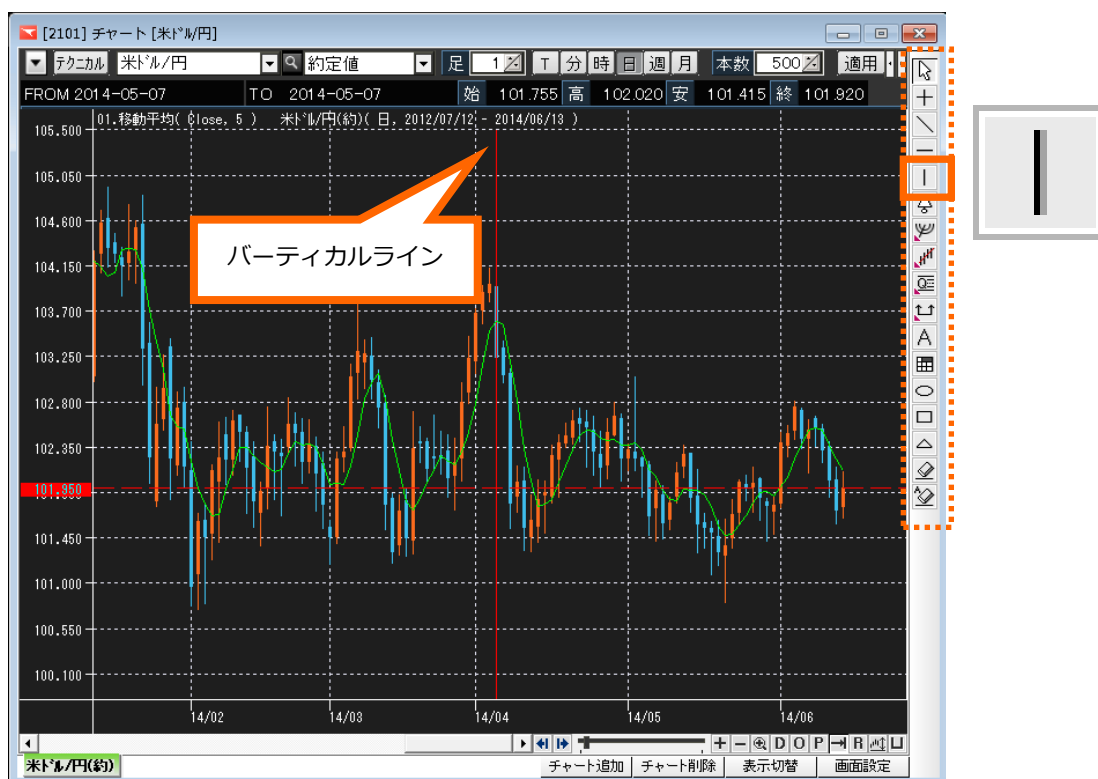 [2101] チャート [米ドル/円]
テクニカル 米ドル/円 約定値 足 1 T 分 時 日 週 月 本数 500 適用
FROM 2014-05-07 TO 2014-05-07 始 101.755 高 102.020 安 101.415 終 101.920
01.移動平均( Close, 5 ) 米ドル/円(約)( 日, 2012/07/12 - 2014/06/13 )
105.500
105.050
104.600
バーティカルライン
104.150
103.700
103.250
102.800
102.350
101.950
101.450
101.000
100.550
100.100
14/02 14/03 14/04 14/05 14/06
D O P R
米ドル/円(約) チャート追加 チャート削除 表示切替 画面設定